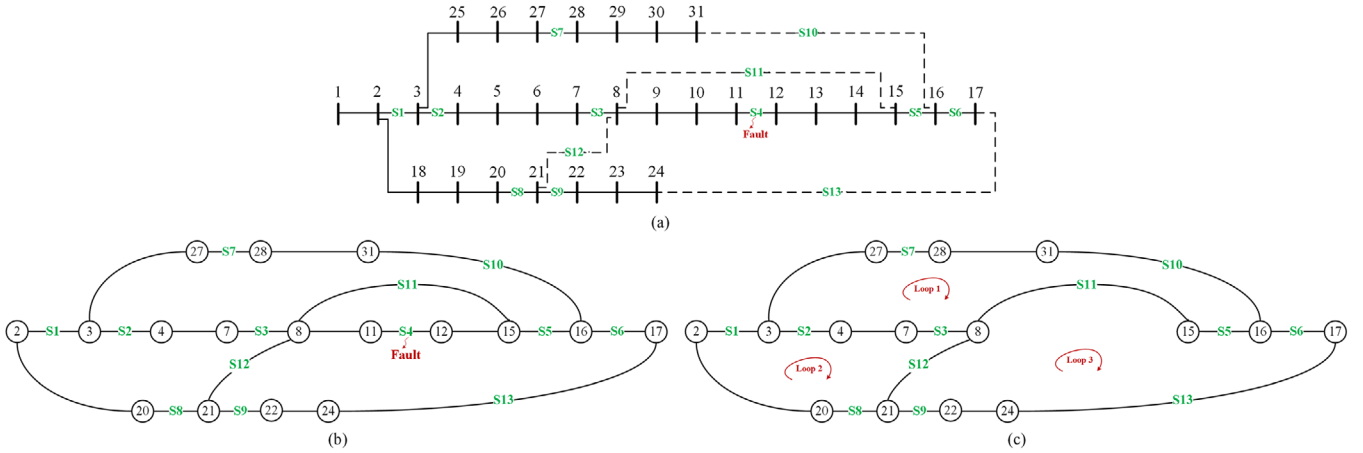 25 26 27 28 29 30 31
S7 S10
S11
1 2 3 4 5 6 7 8 9 10 11 12 13 14 15 16 17
S1 S2 S3 S4 S5 S6
Fault
S12
18 19 20 21 22 23 24
S8 S9 S13
(a)
27 S7 28 31
S10
S11
2 S1 3 S2 4 7 S3 8 11 S4 12 15 S5 16 S6 17
Fault
S12
20 S8 21 S9 22 24 S13
(b)
27 S7 28 31
S10
Loop 1
S11
2 S1 3 S2 4 7 S3 8 15 S5 16 S6 17
Loop 2 S12 Loop 3
20 S8 21 S9 22 24 S13
(c)